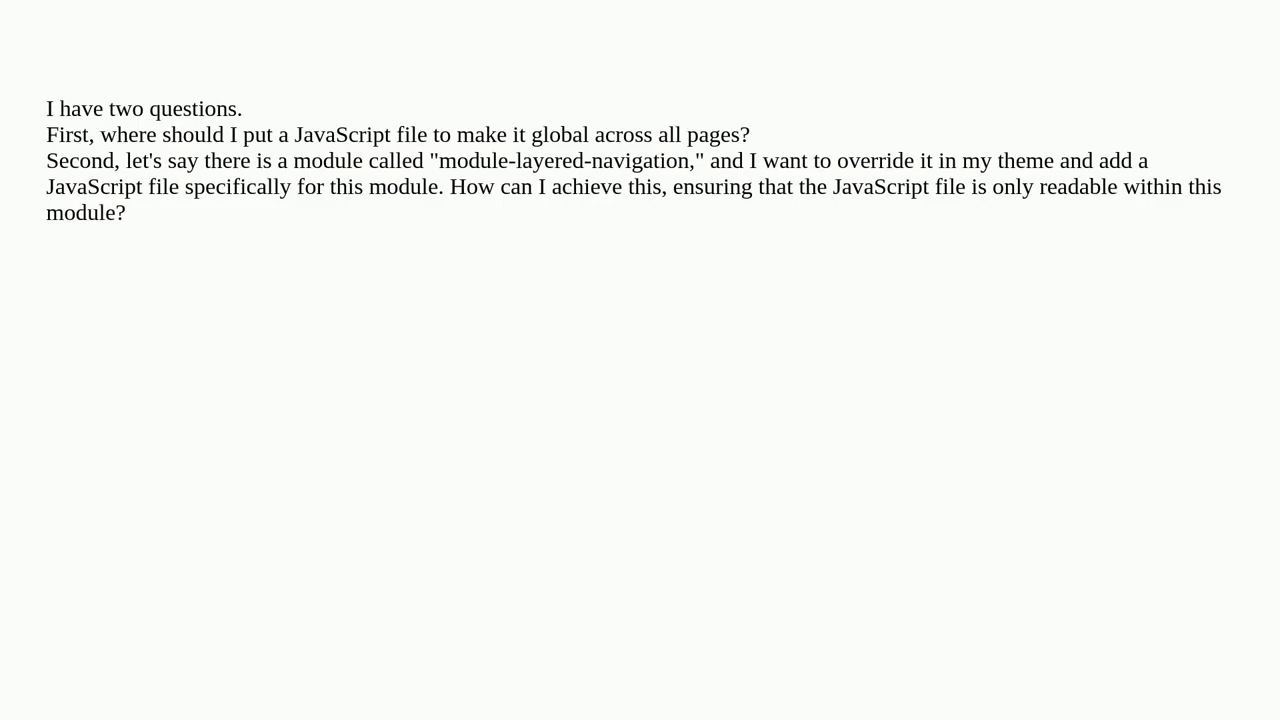 I have two questions.
First, where should I put a JavaScript file to make it global across all pages?
Second, let's say there is a module called "module-layered-navigation," and I want to override it in my theme and add a
JavaScript file specifically for this module. How can I achieve this, ensuring that the JavaScript file is only readable within this
module?